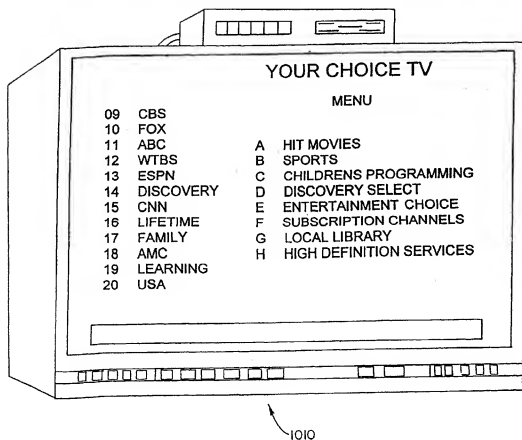 YOUR CHOICE TV
MENU
09 CBS
10 FOX
11 ABC
12 WTBS
13 ESPN
14 DISCOVERY
15 CNN
16 LIFETIME
17 FAMILY
18 AMC
19 LEARNING
20 USA
A HIT MOVIES
B SPORTS
C CHILDRENS PROGRAMMING
D DISCOVERY SELECT
E ENTERTAINMENT CHOICE
F SUBSCRIPTION CHANNELS
G LOCAL LIBRARY
H HIGH DEFINITION SERVICES
1010